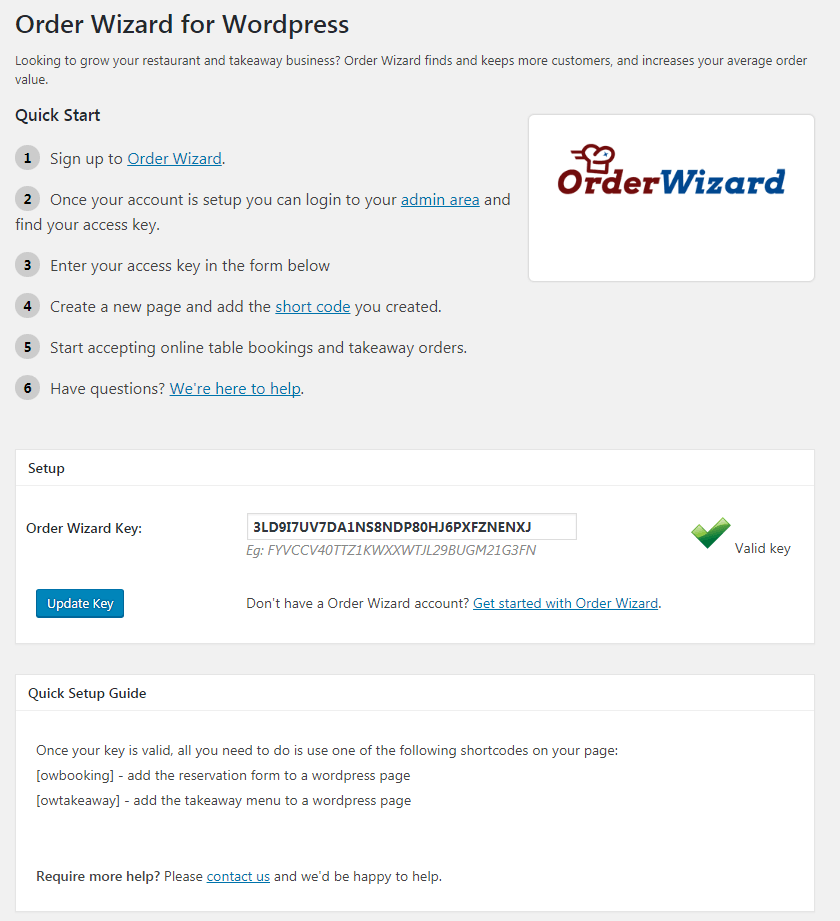 Order Wizard for Wordpress
Looking to grow your restaurant and takeaway business? Order Wizard finds and keeps more customers, and increases your average order
value.
Quick Start
1 Sign up to Order Wizard.
2 Once your account is setup you can login to your admin area and
find your access key.
3 Enter your access key in the form below
4 Create a new page and add the short code you created.
5 Start accepting online table bookings and takeaway orders.
6 Have questions? We're here to help.
OrderWizard
Setup
Order Wizard Key:
3LD9I7UV7DA1NS8NDP80HJ6PXFZNENXJ
Eg: FYVCCV40TTZ1KWXXWTJL29BUGM21G3FN
Valid key
Update Key
Don't have a Order Wizard account? Get started with Order Wizard.
Quick Setup Guide
Once your key is valid, all you need to do is use one of the following shortcodes on your page:
[owbooking] - add the reservation form to a wordpress page
[owtakeaway] - add the takeaway menu to a wordpress page
Require more help? Please contact us and we'd be happy to help.